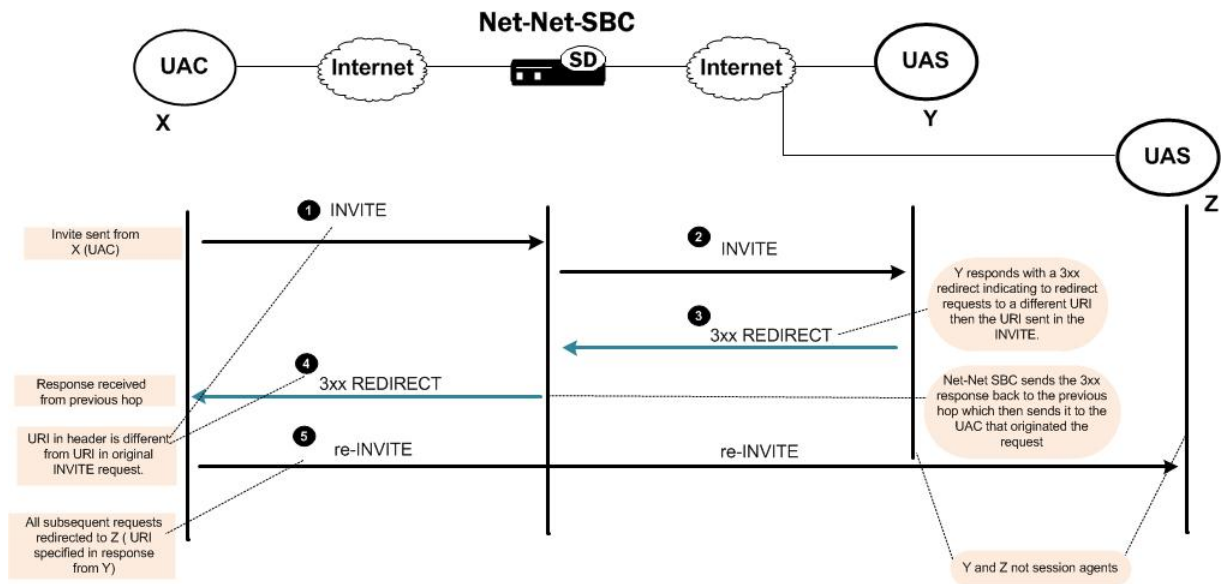 Net-Net-SBC
UAC
Internet
SD
Internet
UAS
X
Y
UAS
Z
1 INVITE
Invite sent from
X (UAC)
2
INVITE
Y responds with a 3xx
redirect indicating to redirect
requests to a different URI
then the URI sent in the
INVITE.
3
3xx REDIRECT
4
3xx REDIRECT
Response received
from previous hop
Net-Net SBC sends the 3xx
response back to the previous
hop which then sends it to the
UAC that originated the
request
URI in header is different
from URI in original
INVITE request.
5
re-INVITE
re-INVITE
All subsequent requests
redirected to Z ( URI
specified in response
from Y)
Y and Z not session agents